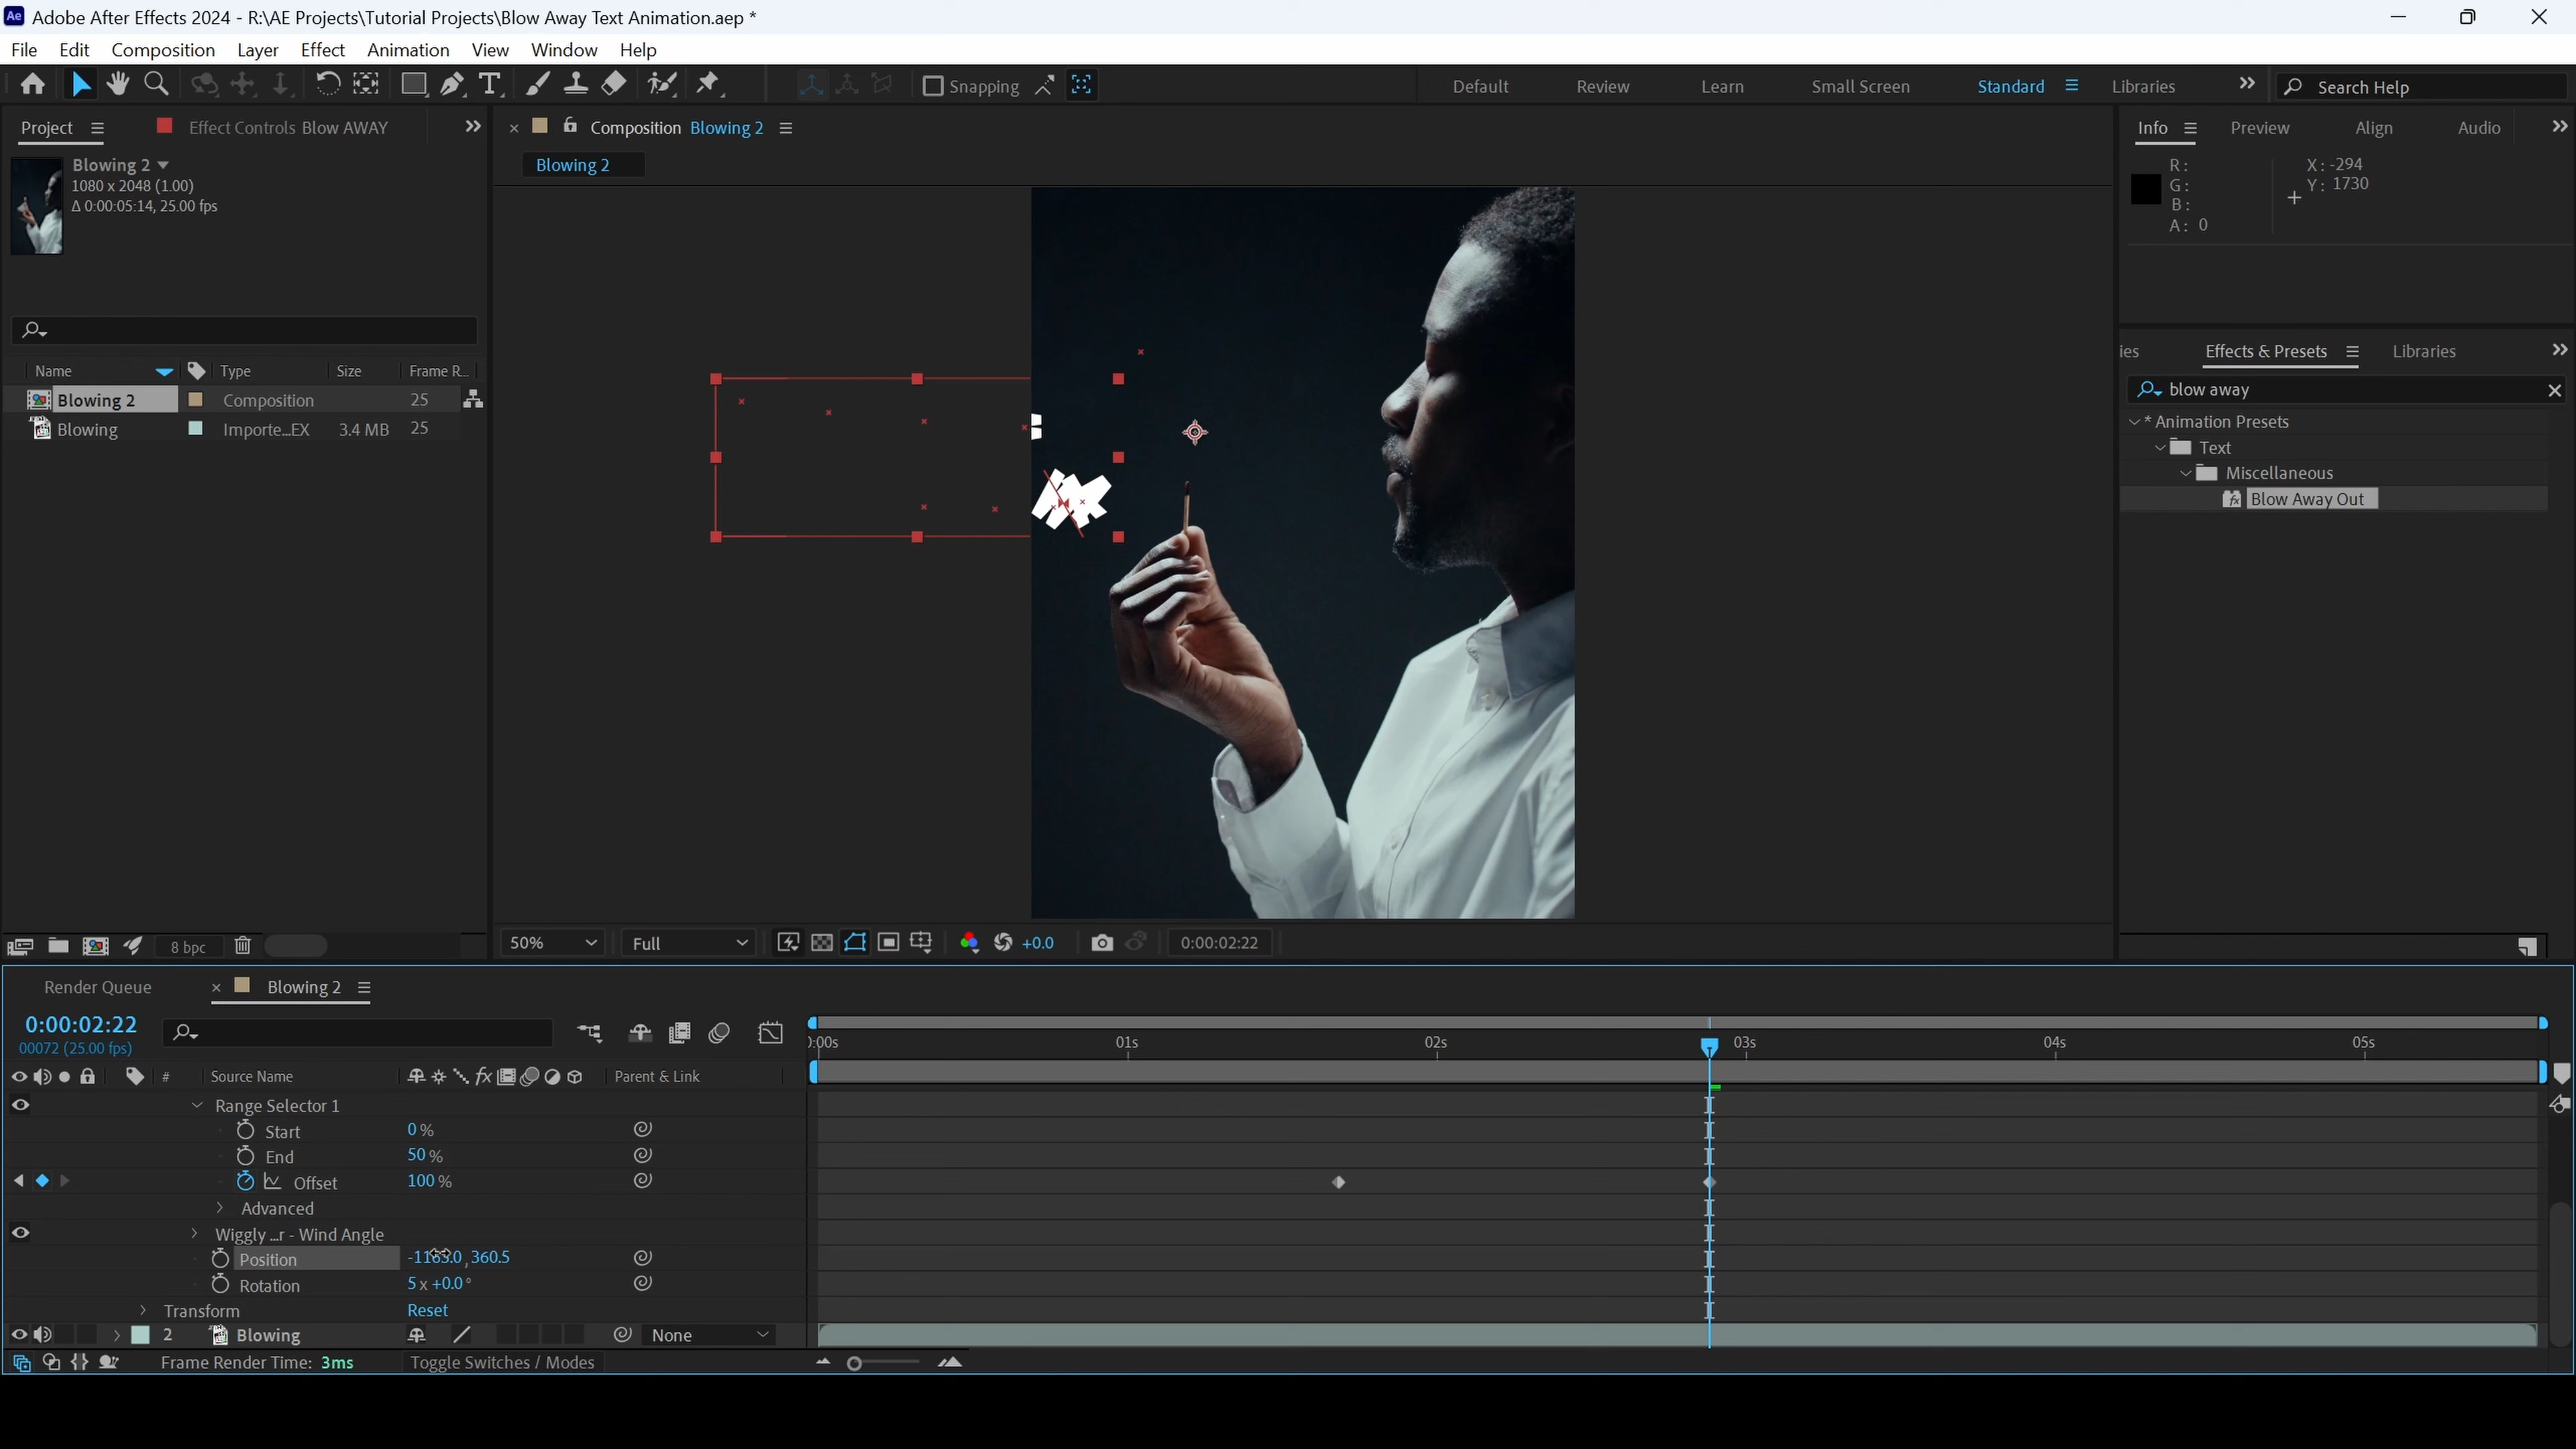 Adobe After Effects 2024 - R:\AE Projects\Tutorial Projects\Blow Away Text Animation.aep *
File Edit Composition Layer Effect Animation View Window Help
Snapping Default Review Learn Small Screen Standard Libraries Search Help
Project Effect Controls Blow AWAY
Composition Blowing 2
Info Preview Align Audio
Blowing 2
1080 x 2048 (1.00)
Δ 0:00:05:14, 25.00 fps
Blowing 2
R:
G:
B:
A: 0
X: -294
Y: 1730
ies Effects & Presets Libraries
blow away
* Animation Presets
Text
Miscellaneous
Blow Away Out
Name Type Size Frame R...
Blowing 2 Composition 25
Blowing Importe...EX 3.4 MB 25
8 bpc
50% Full +0.0 0:00:02:22
Render Queue Blowing 2
0:00:02:22
00072 (25.00 fps)
):00s 01s 02s 03s 04s 05s
# Source Name Parent & Link
Range Selector 1
Start 0 %
End 50 %
Offset 100 %
Advanced
Wiggly ...r - Wind Angle
Position , 360.5
Rotation 5 x +0.0 °
Transform Reset
2 Blowing None
Frame Render Time: 3ms Toggle Switches / Modes